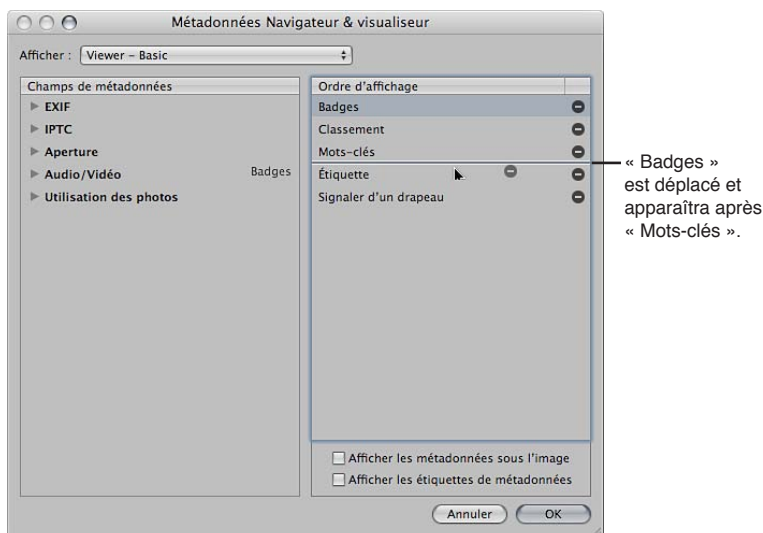 Métadonnées Navigateur & visualiseur
Afficher : Viewer – Basic
Champs de métadonnées
EXIF
IPTC
Aperture
Audio/Vidéo
Badges
Utilisation des photos
Ordre d'affichage
Badges
Classement
Mots-clés
Étiquette
Signaler d'un drapeau
Afficher les métadonnées sous l'image
Afficher les étiquettes de métadonnées
Annuler
OK
« Badges »
est déplacé et
apparaîtra après
« Mots-clés ».